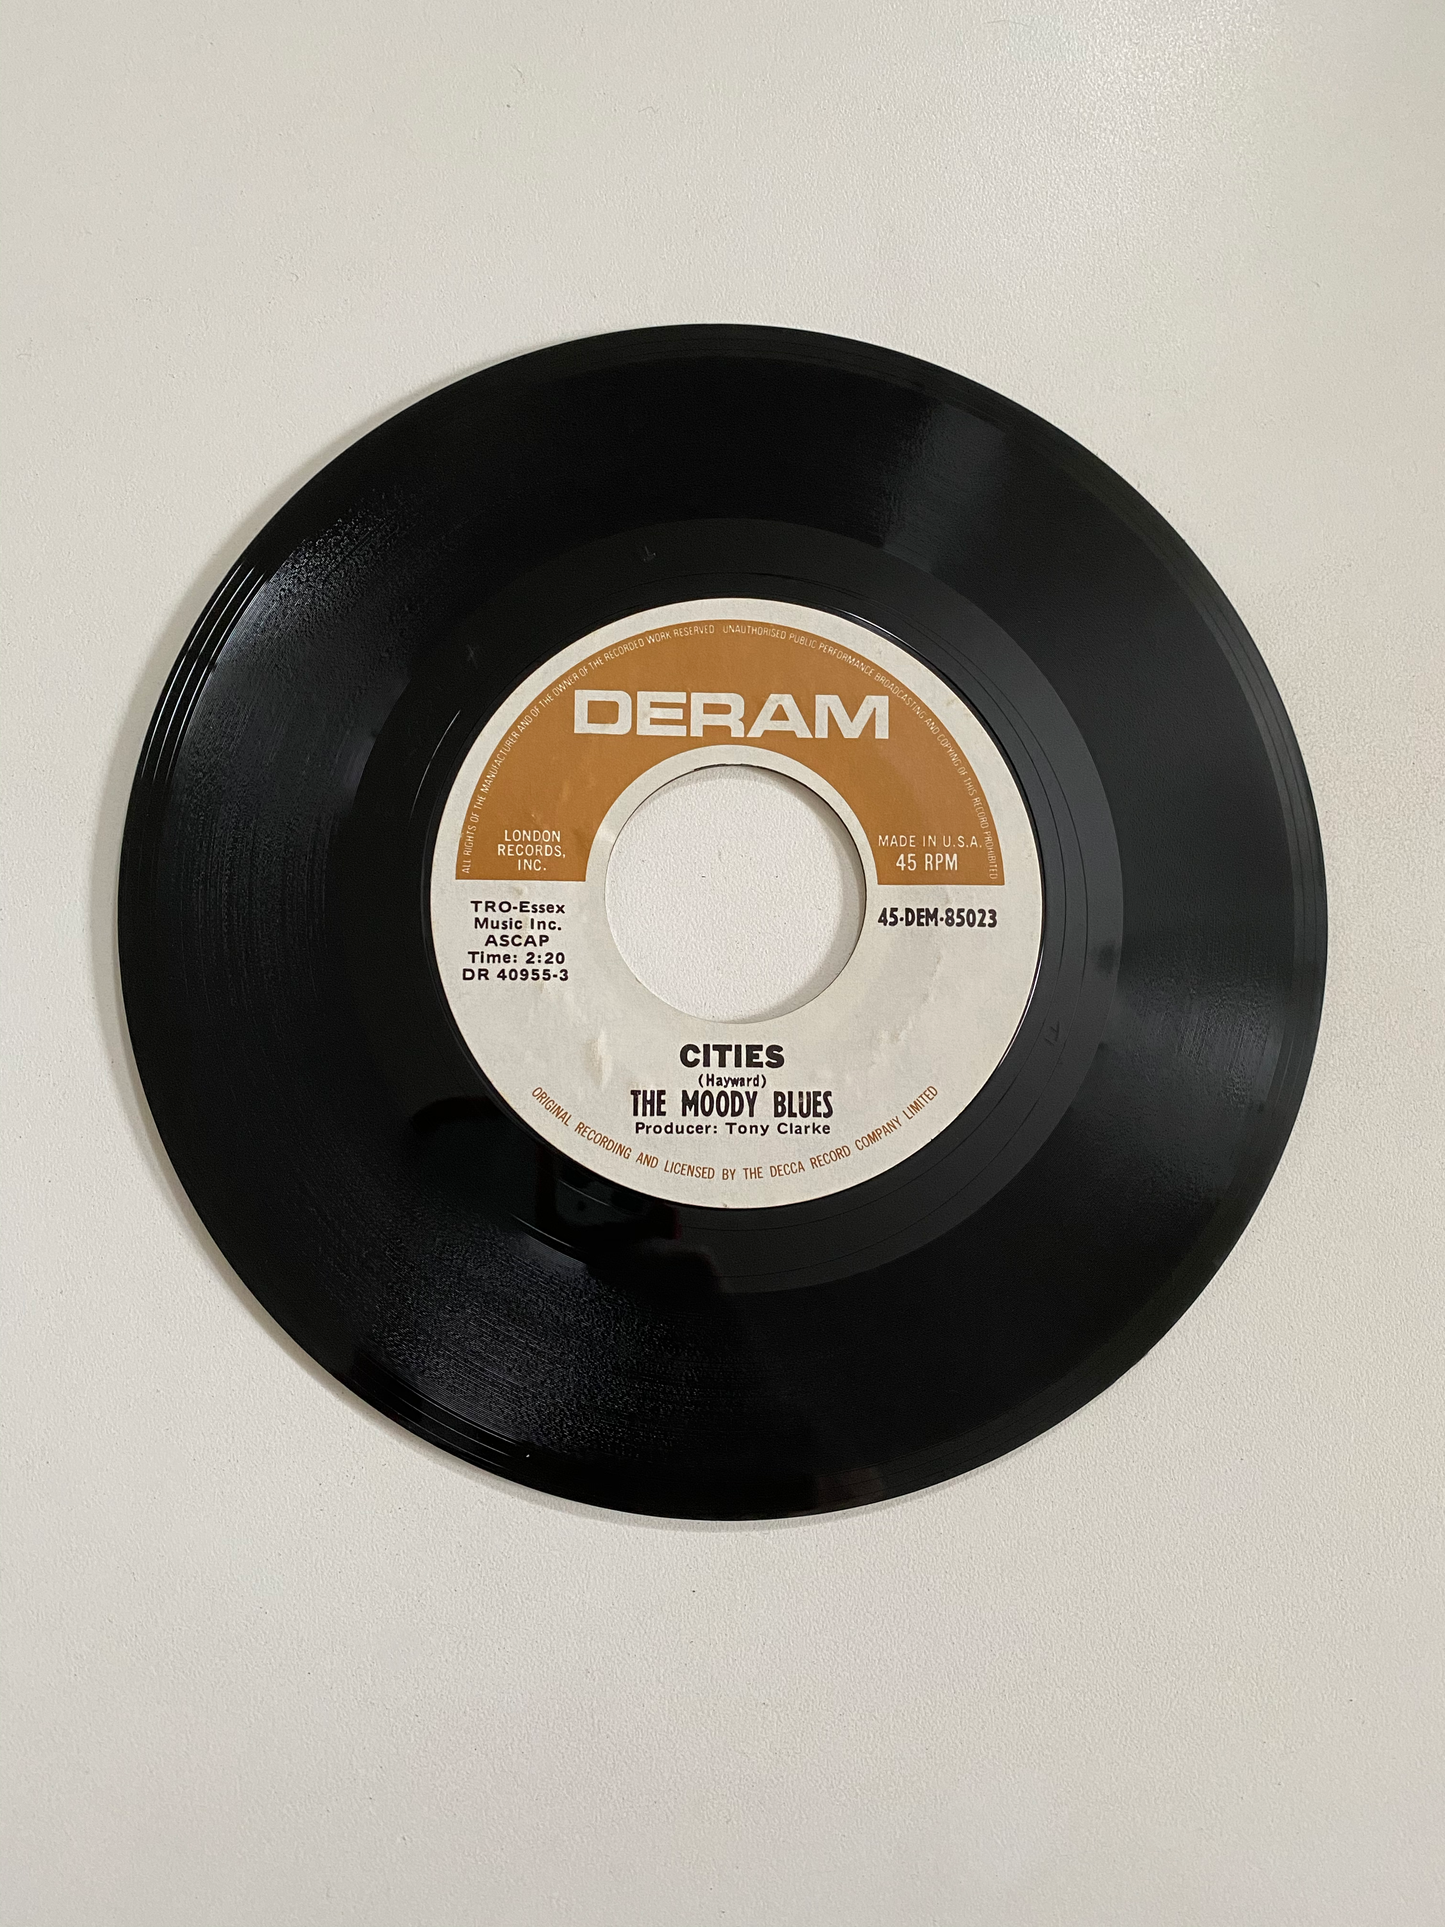 ALL RIGHTS OF THE MANUFACTURER AND OF THE OWNER OF THE RECORDED WORK RESERVED UNAUTHORISED PUBLIC PERFORMANCE BROADCASTING AND COPYING OF THIS RECORD PROHIBITED
DERAM
LONDON
RECORDS,
INC.
MADE IN U.S.A.
45 RPM
TRO-Essex
Music Inc.
ASCAP
Time: 2:20
DR 40955-3
45-DEM-85023
CITIES
(Hayward)
THE MOODY BLUES
Producer: Tony Clarke
ORIGINAL RECORDING AND LICENSED BY THE DECCA RECORD COMPANY LIMITED